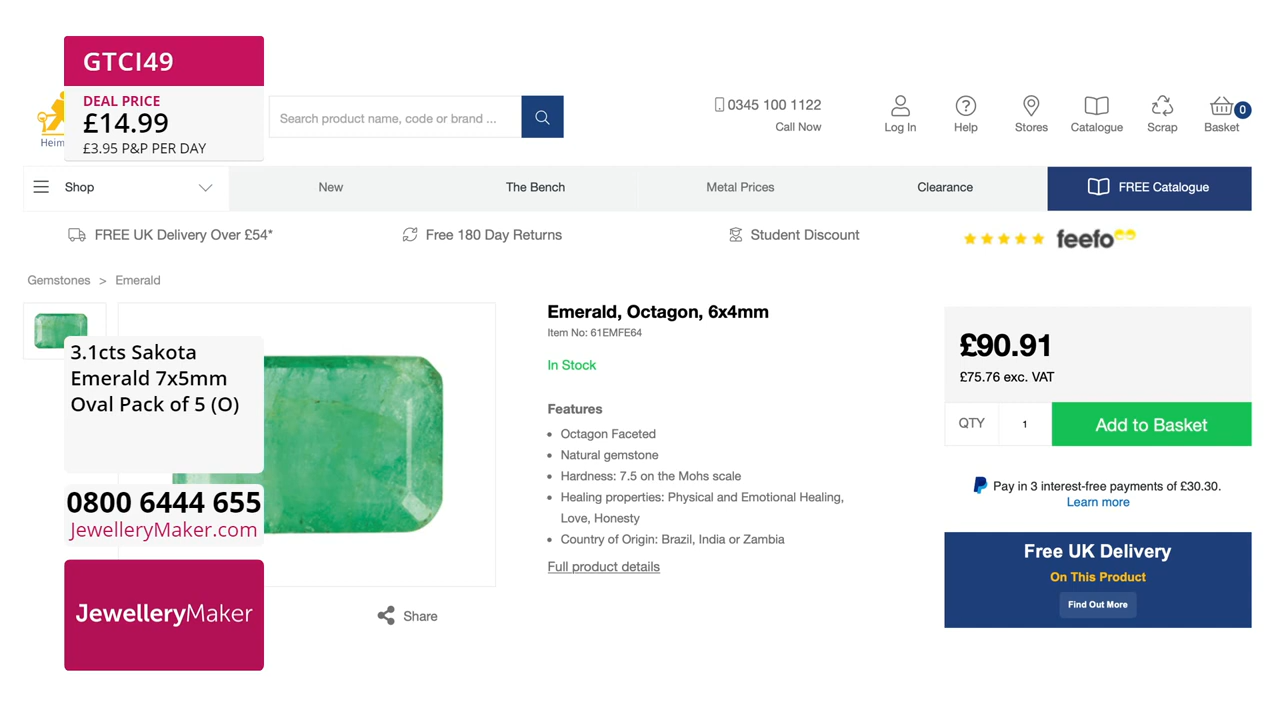 GTCI49
DEAL PRICE
£14.99
£3.95 P&P PER DAY
Heim
Search product name, code or brand ...
0345 100 1122
Call Now
Log In
Help
Stores
Catalogue
Scrap
Basket
0
Shop
New
The Bench
Metal Prices
Clearance
FREE Catalogue
FREE UK Delivery Over £54*
Free 180 Day Returns
Student Discount
feefo
Gemstones > Emerald
3.1cts Sakota
Emerald 7x5mm
Oval Pack of 5 (O)
0800 6444 655
JewelleryMaker.com
JewelleryMaker
Share
Emerald, Octagon, 6x4mm
Item No: 61EMFE64
In Stock
Features
• Octagon Faceted
• Natural gemstone
• Hardness: 7.5 on the Mohs scale
• Healing properties: Physical and Emotional Healing,
Love, Honesty
• Country of Origin: Brazil, India or Zambia
Full product details
£90.91
£75.76 exc. VAT
QTY
1
Add to Basket
Pay in 3 interest-free payments of £30.30.
Learn more
Free UK Delivery
On This Product
Find Out More